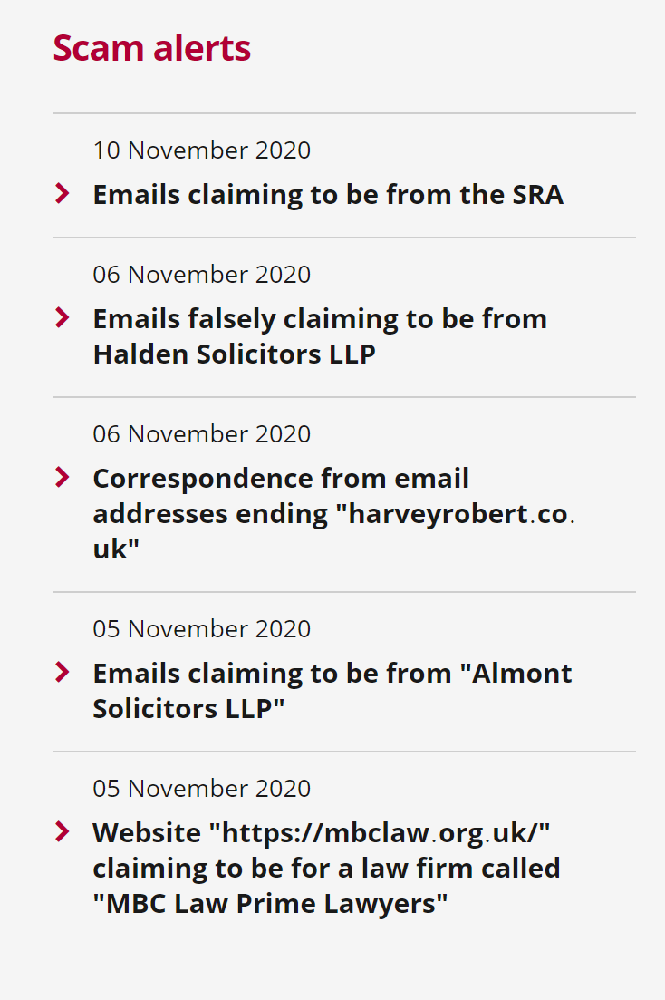 Scam alerts
10 November 2020
Emails claiming to be from the SRA
06 November 2020
Emails falsely claiming to be from
Halden Solicitors LLP
06 November 2020
Correspondence from email
addresses ending "harveyrobert.co.
uk"
05 November 2020
Emails claiming to be from "Almont
Solicitors LLP"
05 November 2020
Website "https://mbclaw.org.uk/"
claiming to be for a law firm called
"MBC Law Prime Lawyers"